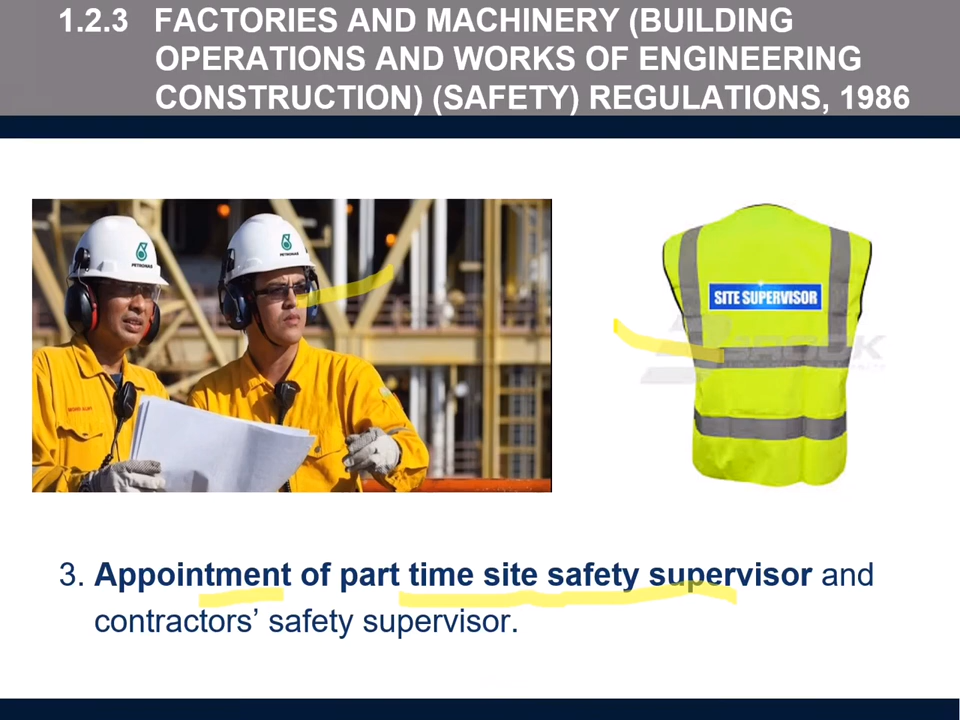 1.2.3 FACTORIES AND MACHINERY (BUILDING
OPERATIONS AND WORKS OF ENGINEERING
CONSTRUCTION) (SAFETY) REGULATIONS, 1986
PETRONAS
PETRONAS
SITE SUPERVISOR
3. Appointment of part time site safety supervisor and
contractors’ safety supervisor.